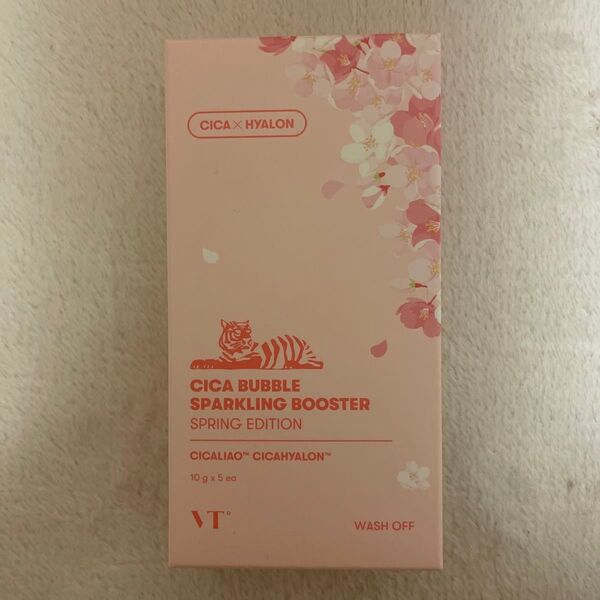 CICA × HYALON
CICA BUBBLE
SPARKLING BOOSTER
SPRING EDITION
CICALIAO™ CICAHYALON™
10 g x 5 ea
VT
WASH OFF